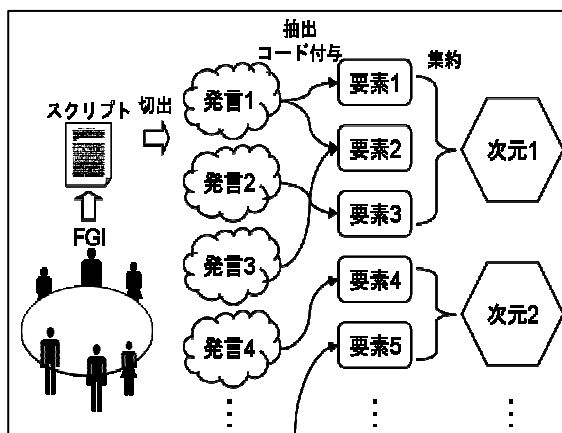 抽出
コード付与
集約
スクリプト
切出
発言1
要素1
要素2
次元1
発言2
要素3
FGI
発言3
要素4
次元2
発言4
要素5